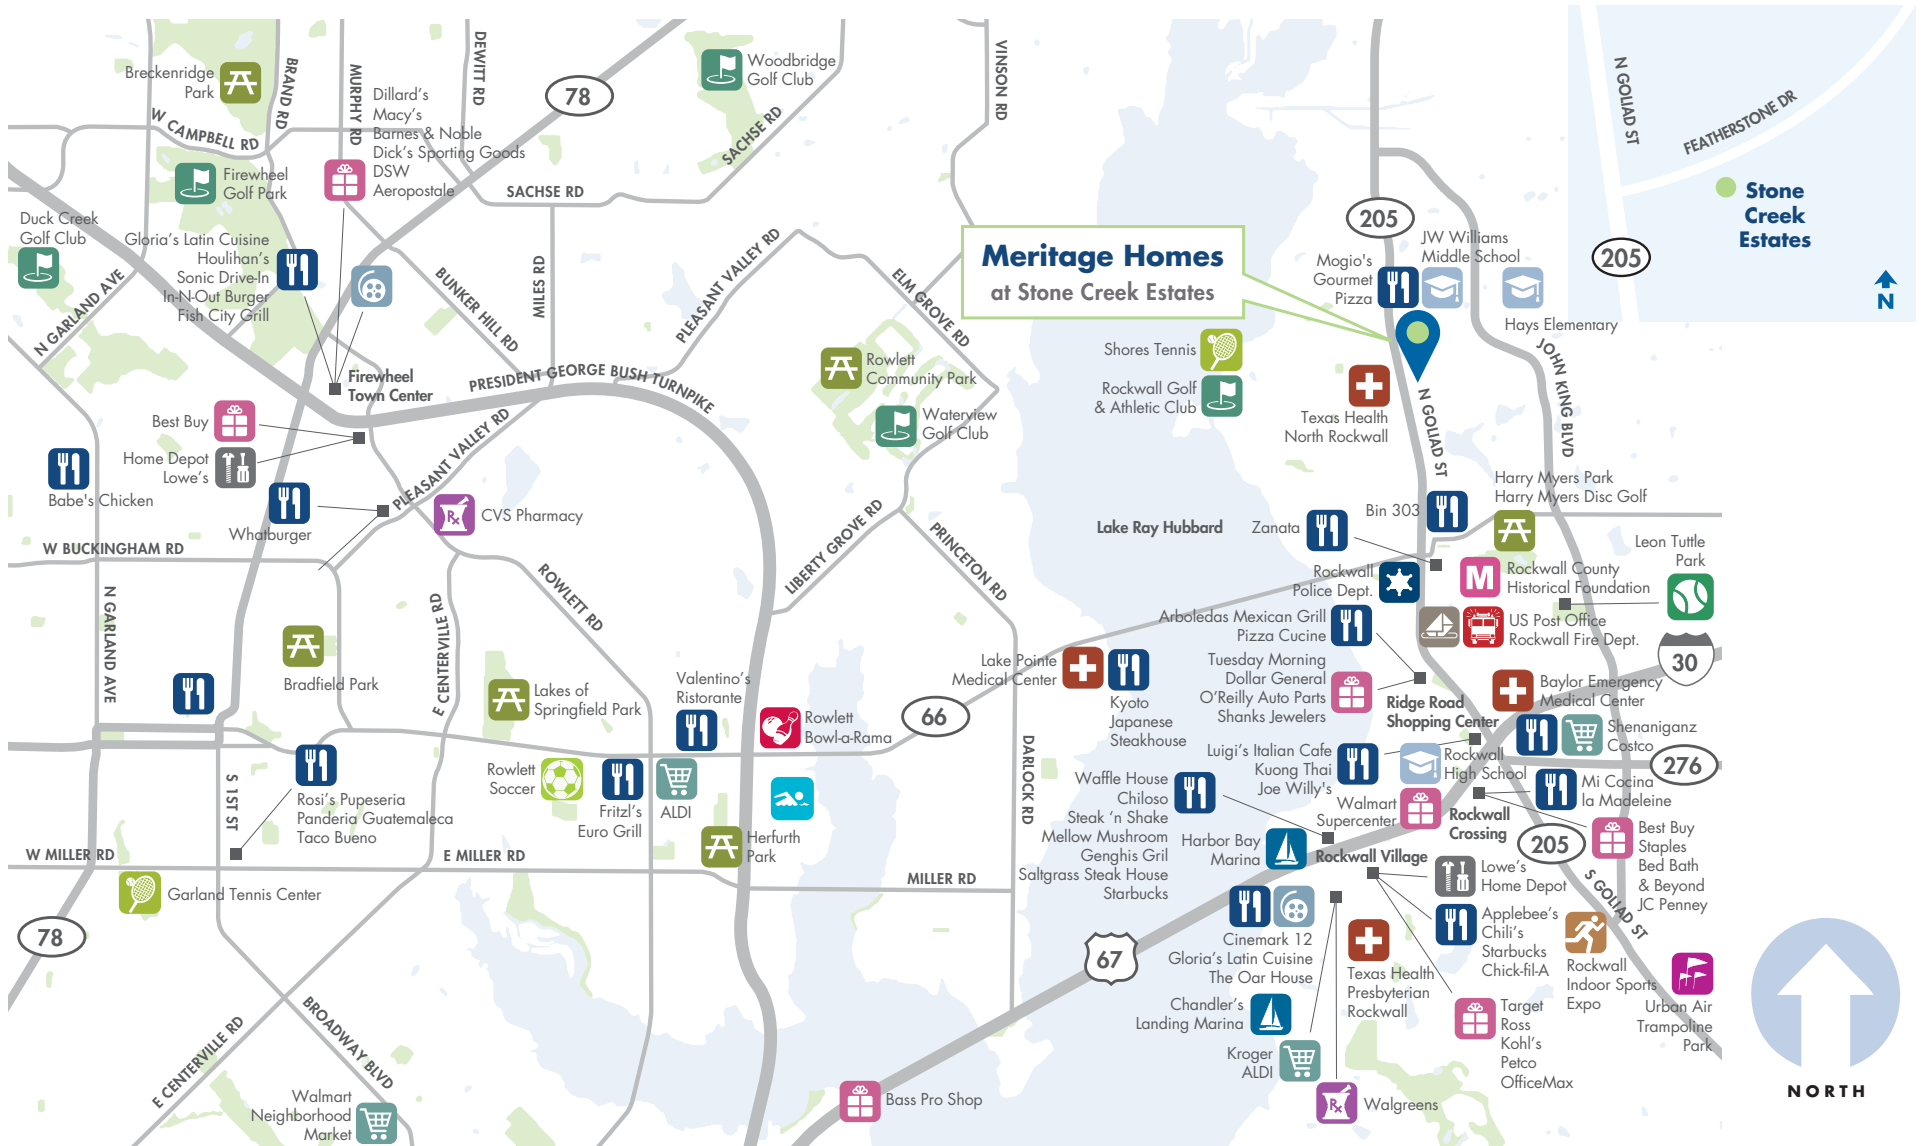 Breckenridge
Park
W CAMPBELL RD
BRAND RD
MURPHY RD
DEWITT RD
78
Dillard's
Macy's
Barnes & Noble
Dick's Sporting Goods
DSW
Aeropostale
Woodbridge
Golf Club
SACHSE RD
SACHSE RD
VINSON RD
Firewheel
Golf Park
Duck Creek
Golf Club
Gloria's Latin Cuisine
Houlihan's
Sonic Drive-In
In-N-Out Burger
Fish City Grill
N GARLAND AVE
BUNKER HILL RD
MILES RD
PLEASANT VALLEY RD
ELM GROVE RD
Firewheel
Town Center
PRESIDENT GEORGE BUSH TURNPIKE
Rowlett
Community Park
Waterview
Golf Club
Best Buy
Home Depot
Lowe's
Babe's Chicken
Whatburger
PLEASANT VALLEY RD
CVS Pharmacy
W BUCKINGHAM RD
N GARLAND AVE
E CENTERVILLE RD
ROWLETT RD
LIBERTY GROVE RD
PRINCETON RD
Bradfield Park
Lakes of
Springfield Park
Valentino's
Ristorante
Rowlett
Bowl-a-Rama
66
Rosi's Pupeseria
Panderia Guatemaleca
Taco Bueno
S 1ST ST
Rowlett
Soccer
Fritzl's
Euro Grill
ALDI
Herfurth
Park
DARLOCK RD
W MILLER RD
E MILLER RD
MILLER RD
Garland Tennis Center
78
E CENTERVILLE RD
BROADWAY BLVD
Walmart
Neighborhood
Market
Bass Pro Shop
67
Meritage Homes
at Stone Creek Estates
205
Mogio's
Gourmet
Pizza
JW Williams
Middle School
Hays Elementary
JOHN KING BLVD
N GOLIAD ST
Shores Tennis
Rockwall Golf
& Athletic Club
Texas Health
North Rockwall
Lake Ray Hubbard
Zanata
Bin 303
Harry Myers Park
Harry Myers Disc Golf
Leon Tuttle
Park
Rockwall
Police Dept.
M
Rockwall County
Historical Foundation
US Post Office
Rockwall Fire Dept.
30
Arboledas Mexican Grill
Pizza Cucine
Tuesday Morning
Dollar General
O'Reilly Auto Parts
Shanks Jewelers
Ridge Road
Shopping Center
Baylor Emergency
Medical Center
Lake Pointe
Medical Center
Kyoto
Japanese
Steakhouse
Shenaniganz
Costco
276
Luigi's Italian Cafe
Kuong Thai
Joe Willy's
Rockwall
High School
Mi Cocina
la Madeleine
Waffle House
Chiloso
Steak 'n Shake
Mellow Mushroom
Genghis Gril
Saltgrass Steak House
Starbucks
Walmart
Supercenter
Rockwall
Crossing
205
Best Buy
Staples
Bed Bath
& Beyond
JC Penney
Harbor Bay
Marina
Rockwall Village
Lowe's
Home Depot
S GOLIAD ST
Cinemark 12
Gloria's Latin Cuisine
The Oar House
Applebee's
Chili's
Starbucks
Chick-fil-A
Texas Health
Presbyterian
Rockwall
Rockwall
Indoor Sports
Expo
Urban Air
Trampoline
Park
Chandler's
Landing Marina
Target
Ross
Kohl's
Petco
OfficeMax
Kroger
ALDI
Rx
Walgreens
Rx
N GOLIAD ST
FEATHERSTONE DR
Stone
Creek
Estates
205
N
NORTH